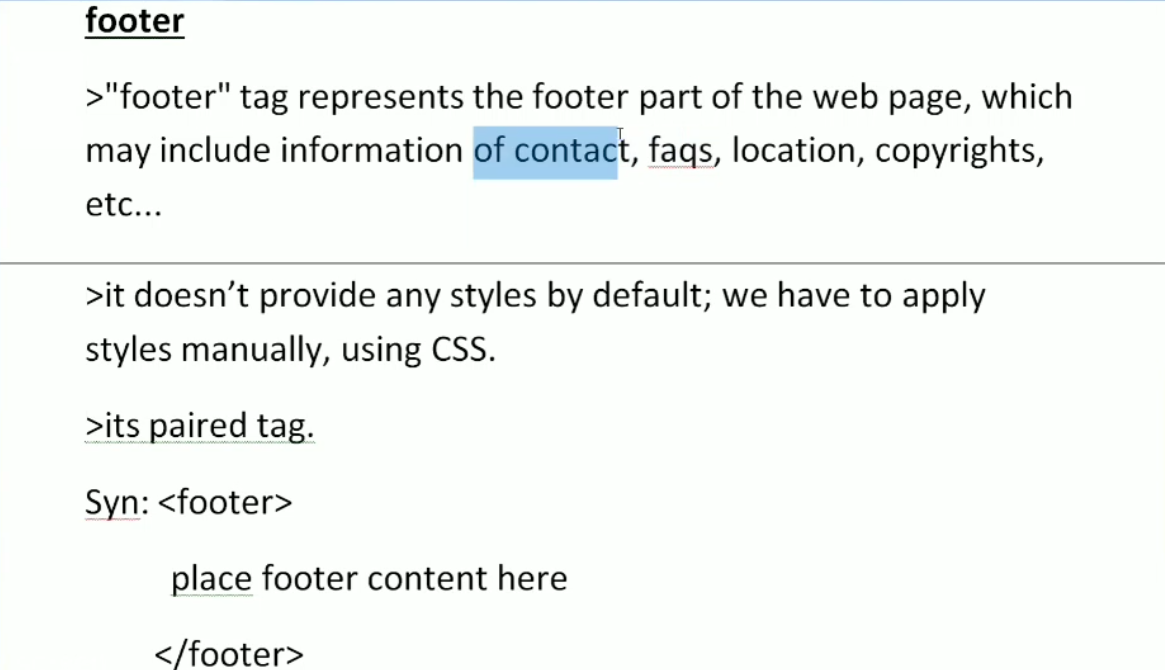 footer
>"footer" tag represents the footer part of the web page, which
may include information of contact, faqs, location, copyrights,
etc...
>it doesn’t provide any styles by default; we have to apply
styles manually, using CSS.
>its paired tag.
Syn: <footer>
place footer content here
</footer>